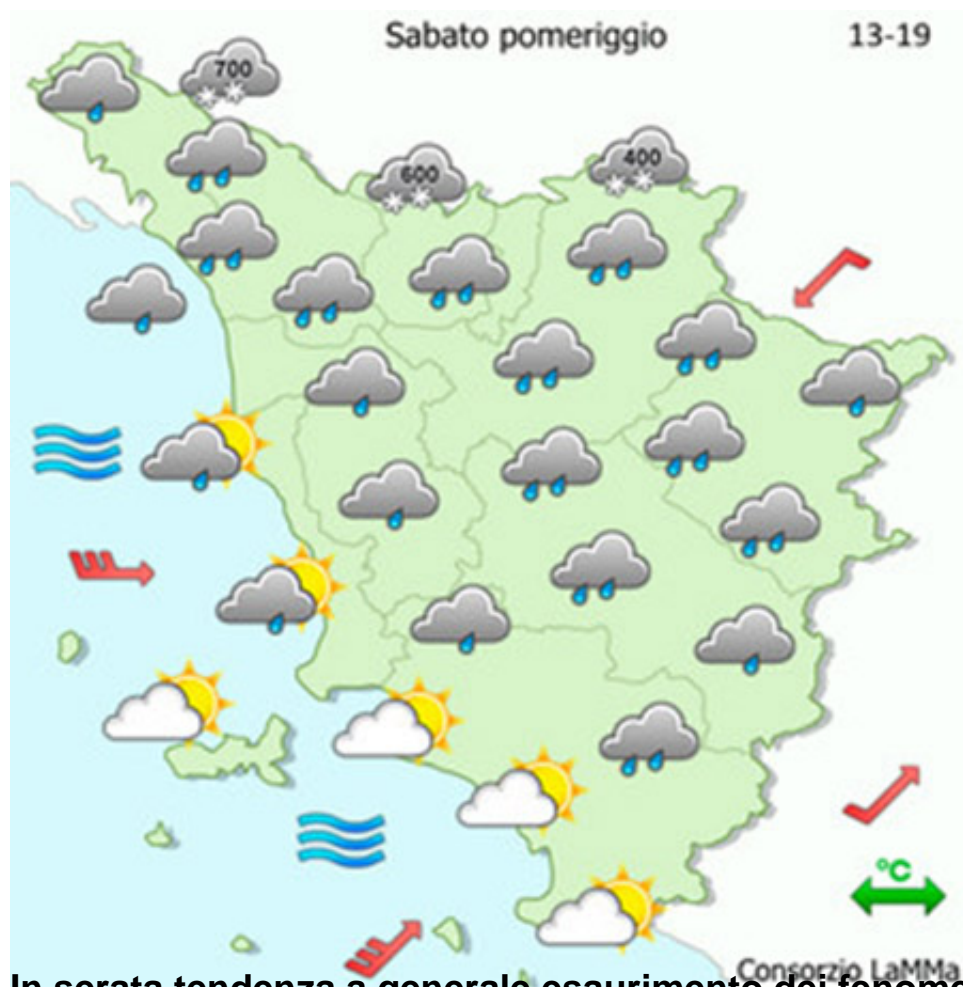 Sabato pomeriggio 13-19
700
600
400
°C
Consorzio LaMMa
In serata tendenza a generale esaurimento dei